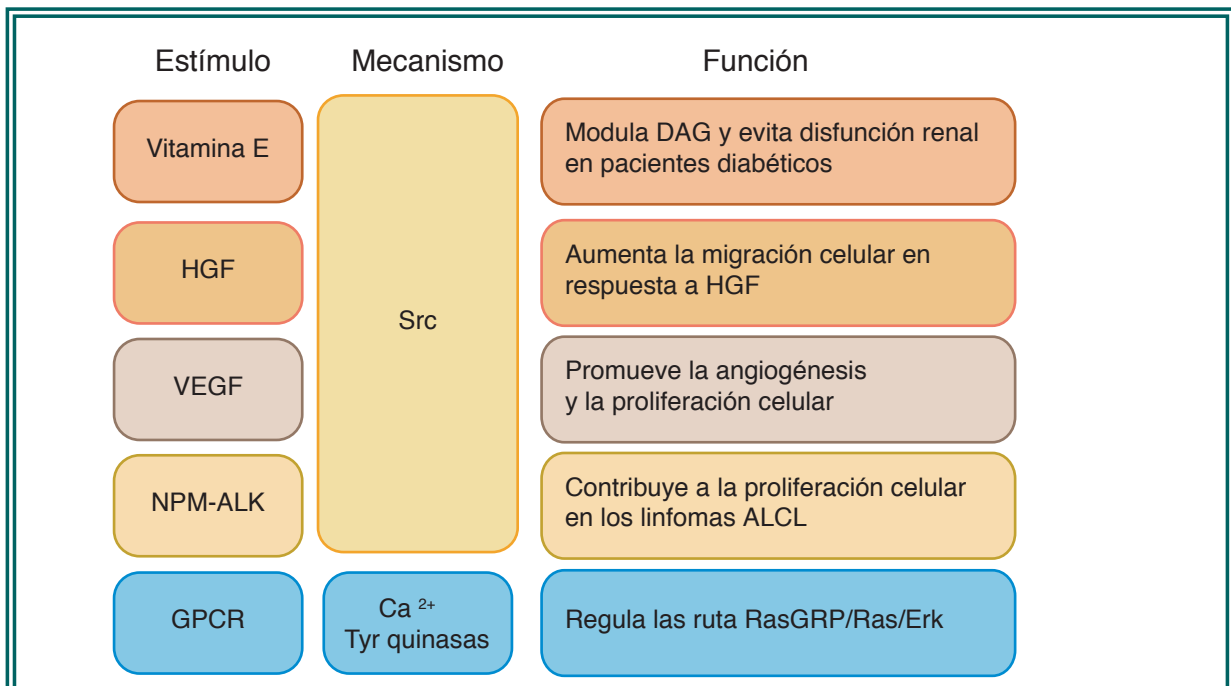 Estímulo Mecanismo Función
Vitamina E
Src
Modula DAG y evita disfunción renal
en pacientes diabéticos
HGF
Aumenta la migración celular en
respuesta a HGF
VEGF
Promueve la angiogénesis
y la proliferación celular
NPM-ALK
Contribuye a la proliferación celular
en los linfomas ALCL
GPCR
Ca ²⁺
Tyr quinasas
Regula las ruta RasGRP/Ras/Erk